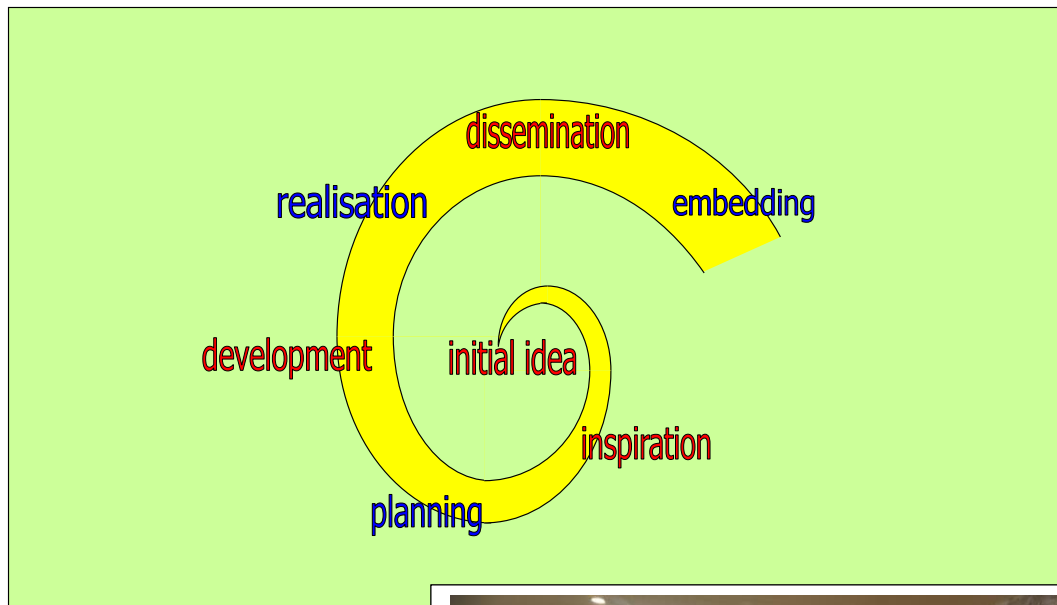 dissemination
realisation
embedding
development
initial idea
inspiration
planning